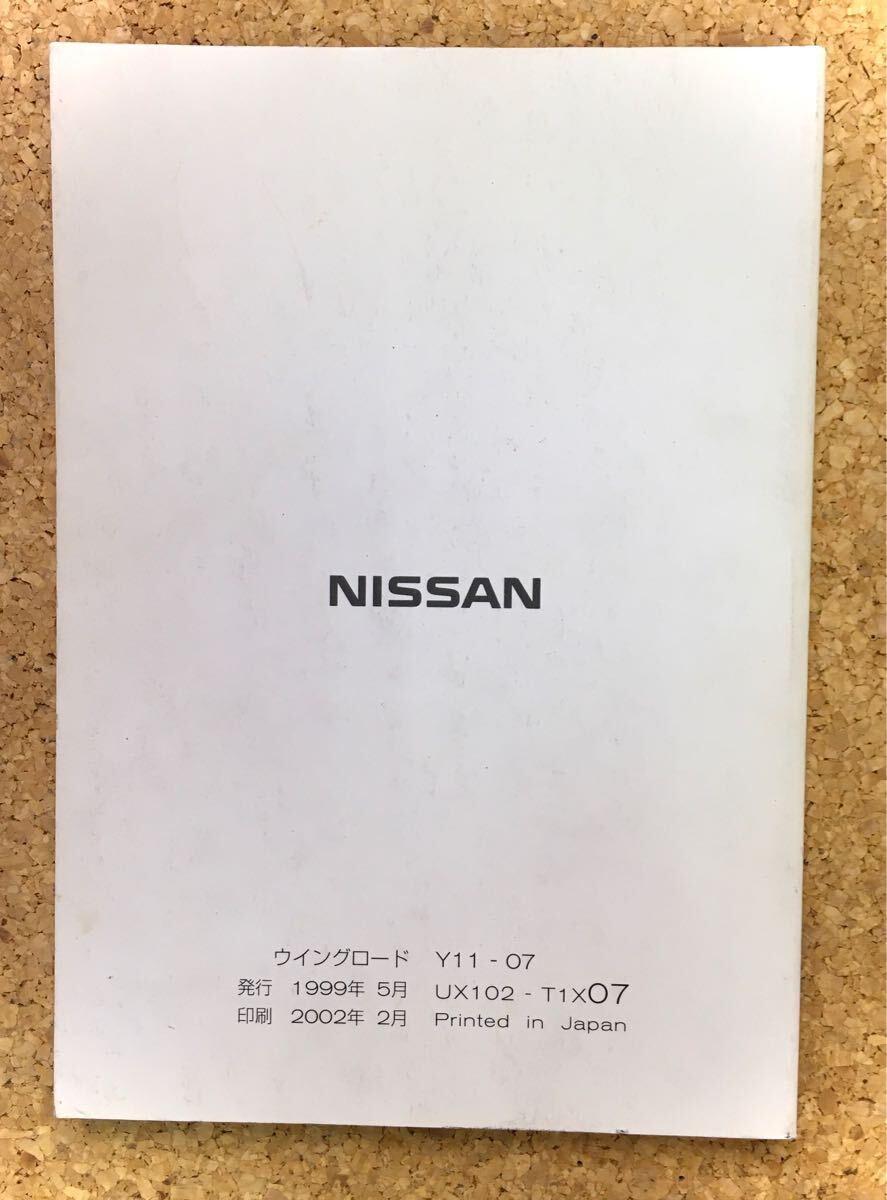 NISSAN
ウイングロード Y11 - 07
発行 1999年 5月 UX102 - T1X07
印刷 2002年 2月 Printed in Japan